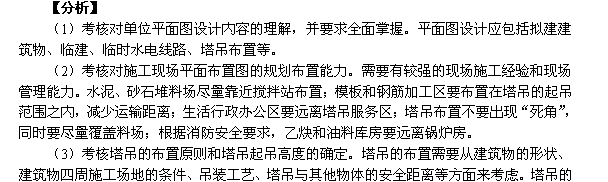 【分析】
(1) 考核对单位平面图设计内容的理解，并要求全面掌握。平面图设计应包括拟建建
筑物、临建、临时水电线路、塔吊布置等。
(2) 考核对施工现场平面布置图的规划布置能力。需要有较强的现场施工经验和现场
管理能力。水泥、砂石堆料场尽量靠近搅拌站布置；模板和钢筋加工区要布置在塔吊的起吊
范围之内，减少运输距离；生活行政办公区要远离塔吊服务区；塔吊布置不要出现“死角”，
同时要尽量覆盖料场；根据消防安全要求，乙炔和油料库房要远离锅炉房。
(3) 考核塔吊的布置原则和塔吊起吊高度的确定。塔吊的布置需要从建筑物的形状、
建筑物四周施工场地的条件、吊装工艺、塔吊与其他物体的安全距离等方面来考虑。塔吊的